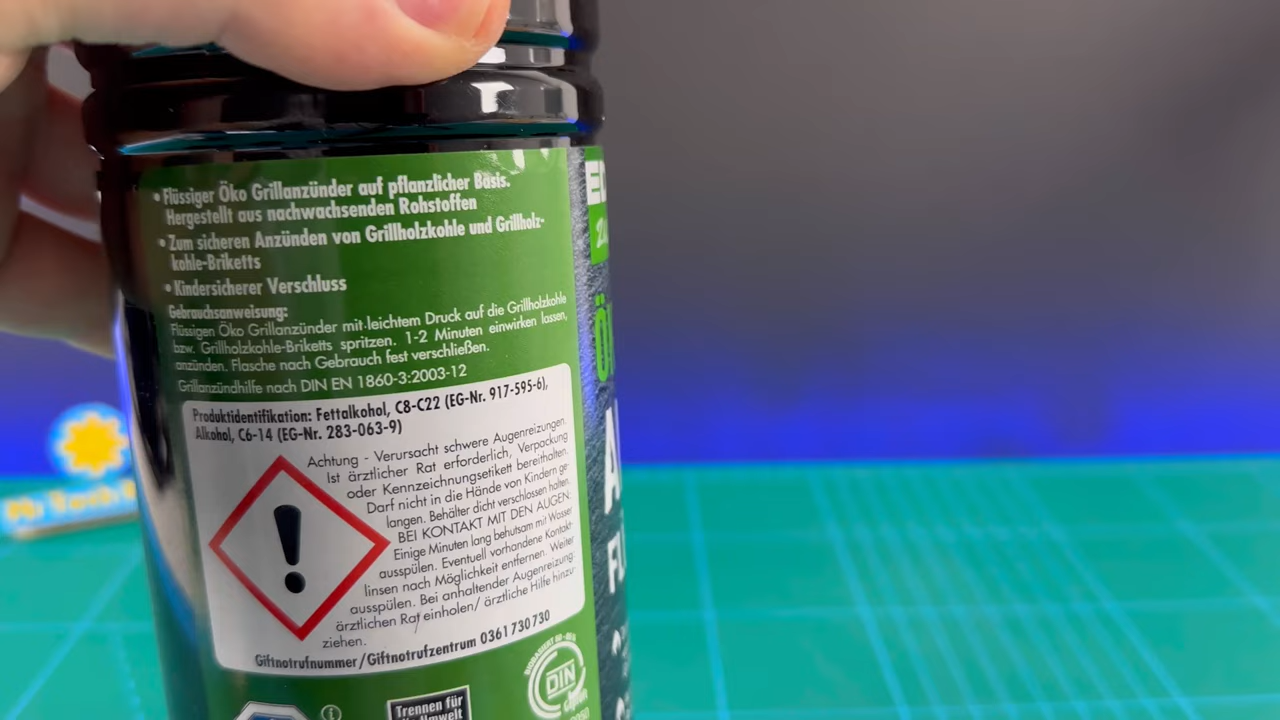 • Flüssiger Öko Grillanzünder auf pflanzlicher Basis.
Hergestellt aus nachwachsenden Rohstoffen
• Zum sicheren Anzünden von Grillholzkohle und Grillholz-
kohle-Briketts
• Kindersicherer Verschluss
Gebrauchsanweisung:
Flüssigen Öko Grillanzünder mit leichtem Druck auf die Grillholzkohle
bzw. Grillholzkohle-Briketts spritzen. 1-2 Minuten einwirken lassen,
anzünden. Flasche nach Gebrauch fest verschließen.
Grillanzündhilfe nach DIN EN 1860-3:2003-12
Produktidentifikation: Fettalkohol, C8-C22 (EG-Nr. 917-595-6),
Alkohol, C6-14 (EG-Nr. 283-063-9)
Achtung - Verursacht schwere Augenreizungen.
Ist ärztlicher Rat erforderlich, Verpackung
oder Kennzeichnungsetikett bereithalten.
Darf nicht in die Hände von Kindern ge-
langen. Behälter dicht verschlossen halten.
BEI KONTAKT MIT DEN AUGEN:
Einige Minuten lang behutsam mit Wasser
ausspülen. Eventuell vorhandene Kontakt-
linsen nach Möglichkeit entfernen. Weiter
ausspülen. Bei anhaltender Augenreizung:
ärztlichen Rat einholen/ ärztliche Hilfe hinzu-
ziehen.
Giftnotrufnummer/Giftnotrufzentrum 0361 730 730
DIN
Trennen für